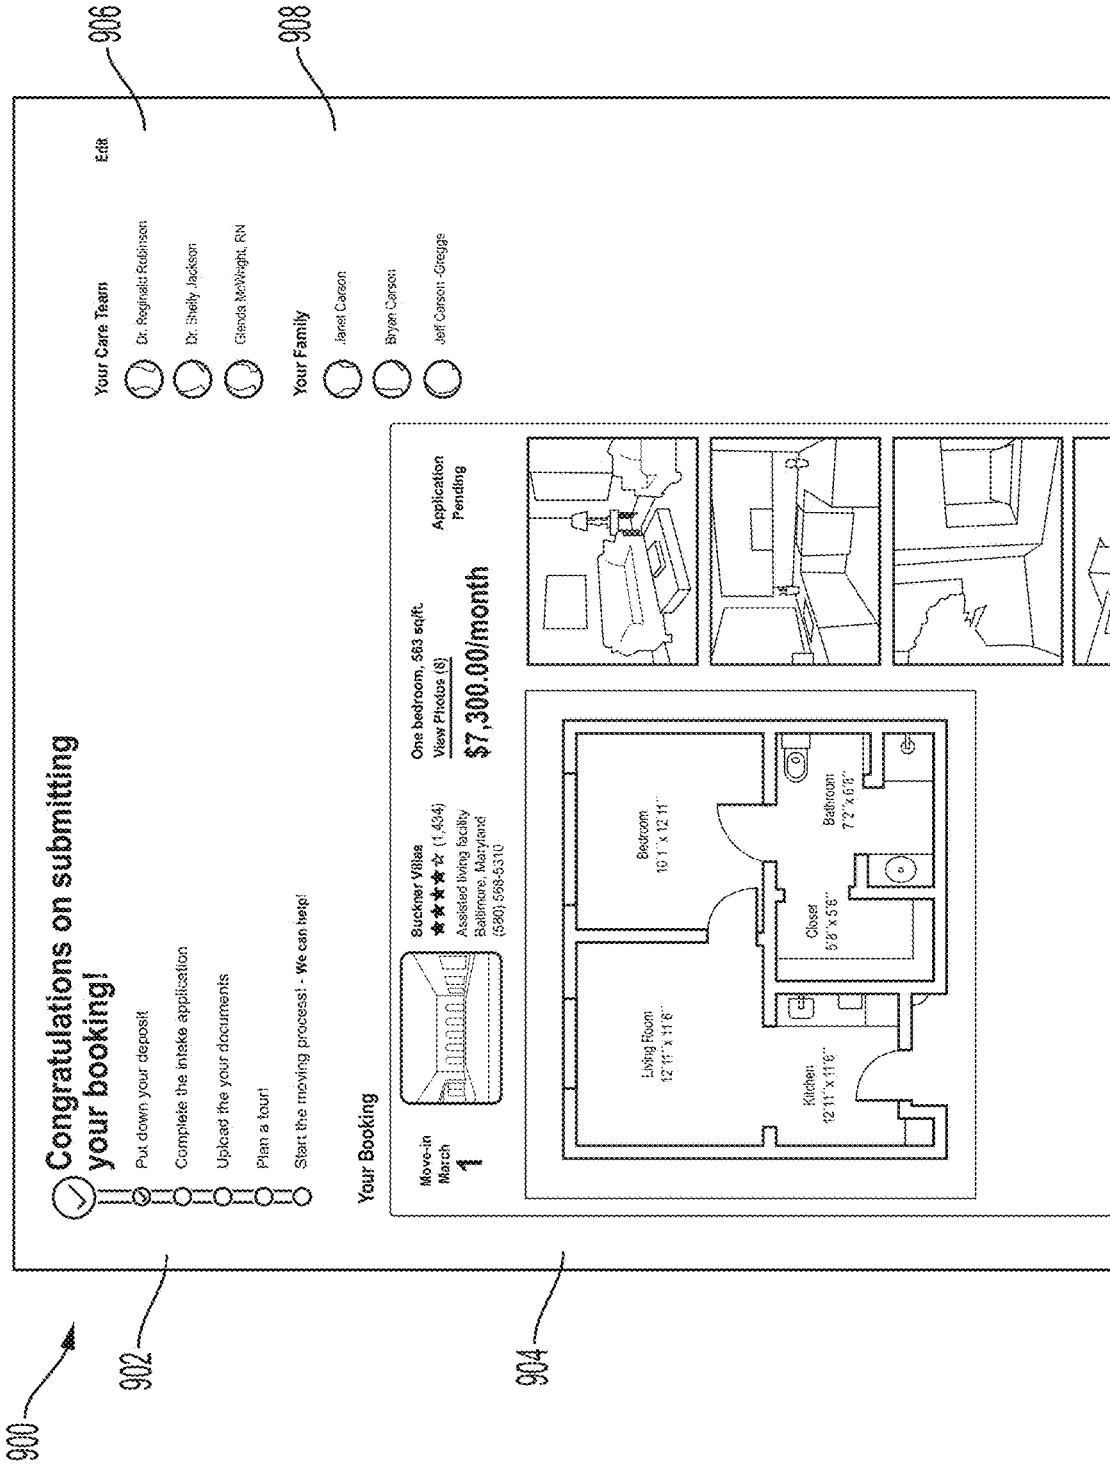 900
902
904
906
908
Congratulations on submitting
your booking!
Put down your deposit
Complete the intake application
Upload the your documents
Plan a tour!
Start the moving process! - We can help!
Your Care Team
Edit
Dr. Reginald Robinson
Dr. Shelly Jackson
Glenda McWright, RN
Your Family
Janet Carson
Bryan Carson
Jeff Carson -Greggs
Your Booking
Move-in
March
1
Buckner Villas
★★★★☆ (1,434)
Assisted living facility
Baltimore, Maryland
(580) 568-5310
One bedroom, 563 sq/ft.
View Photos (8)
$7,300.00/month
Application
Pending
Living Room
12'11" x 11'6"
Bedroom
10'1" x 12'11"
Kitchen
12'11" x 11'6"
Closet
5'8" x 5'6"
Bathroom
7'2" x 6'8"